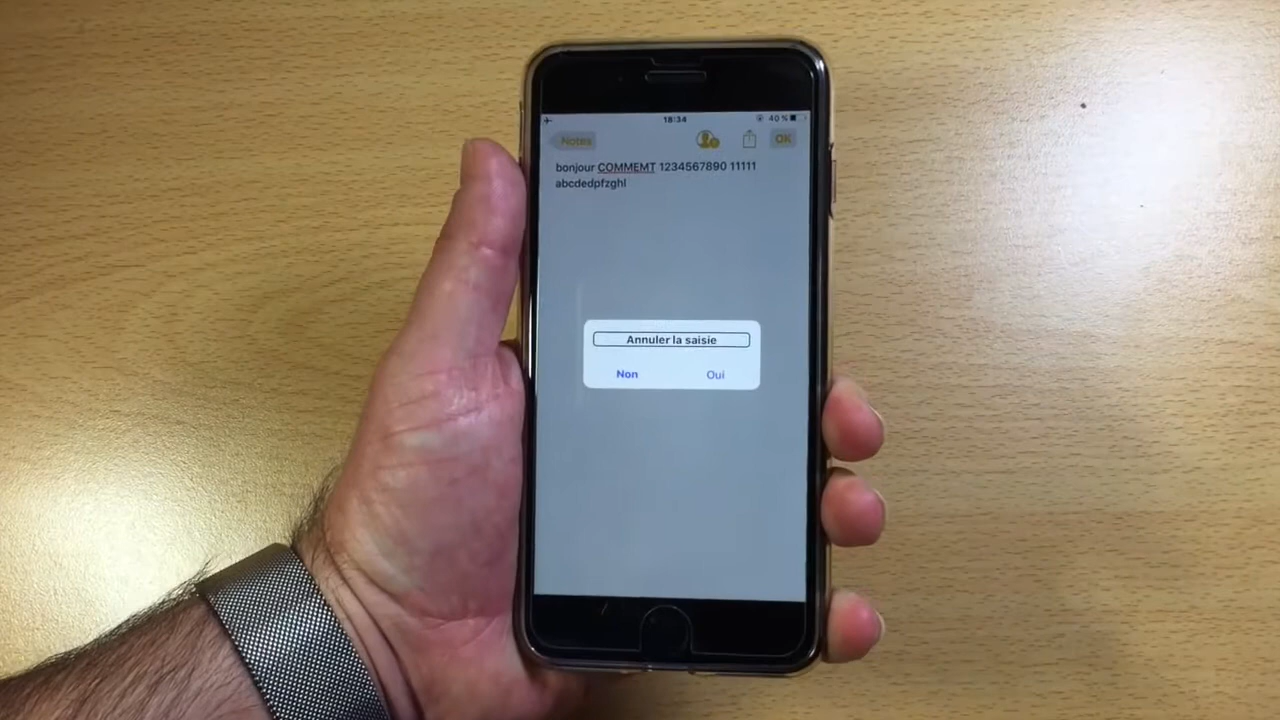 18:34
40 %
Notes
OK
bonjour COMMEMT 1234567890 11111
abcdedpfzghl
Annuler la saisie
Non
Oui